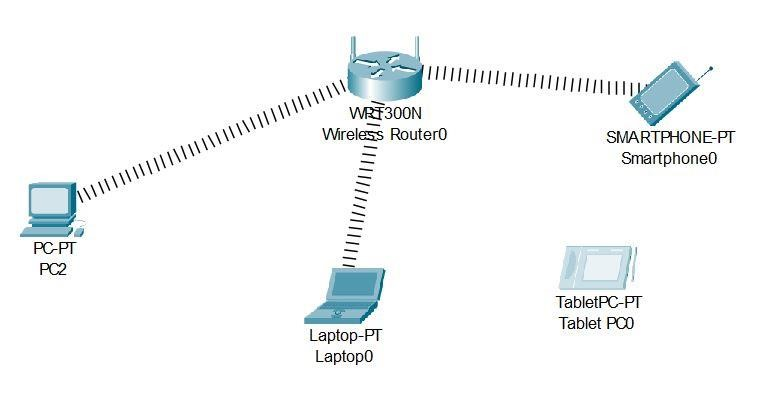 WRT300N
Wireless Router0
SMARTPHONE-PT
Smartphone0
PC-PT
PC2
Laptop-PT
Laptop0
TabletPC-PT
Tablet PC0